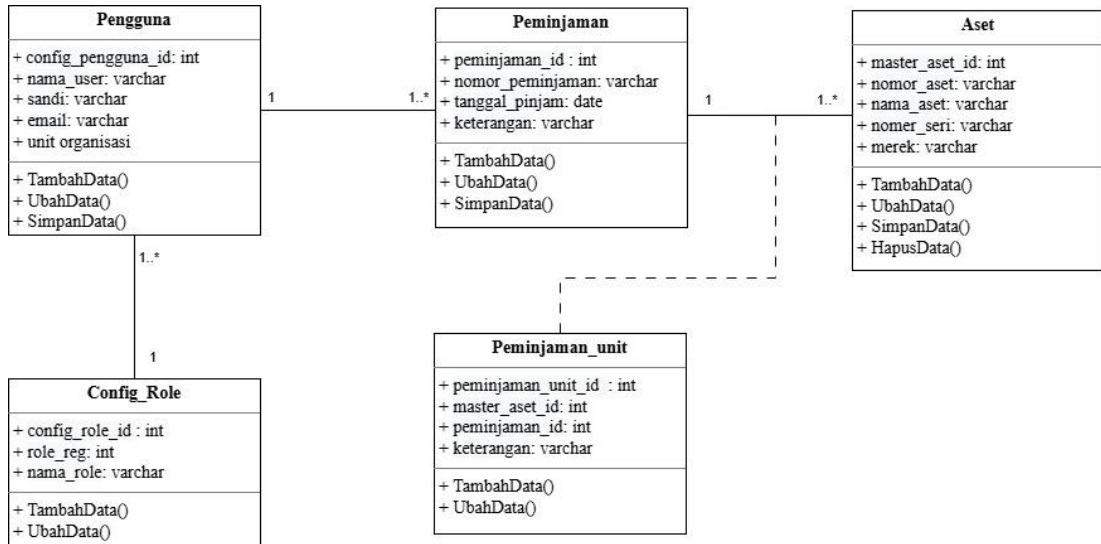 Pengguna
+ config_pengguna_id: int
+ nama_user: varchar
+ sandi: varchar
+ email: varchar
+ unit organisasi
+ TambahData()
+ UbahData()
+ SimpanData()
1
1..*
Peminjaman
+ peminjaman_id : int
+ nomor_peminjaman: varchar
+ tanggal_pinjam: date
+ keterangan: varchar
+ TambahData()
+ UbahData()
+ SimpanData()
1
1..*
Aset
+ master_aset_id: int
+ nomor_aset: varchar
+ nama_aset: varchar
+ nomer_seri: varchar
+ merek: varchar
+ TambahData()
+ UbahData()
+ SimpanData()
+ HapusData()
1..*
1
Config_Role
+ config_role_id : int
+ role_reg: int
+ nama_role: varchar
+ TambahData()
+ UbahData()
Peminjaman_unit
+ peminjaman_unit_id : int
+ master_aset_id: int
+ peminjaman_id: int
+ keterangan: varchar
+ TambahData()
+ UbahData()